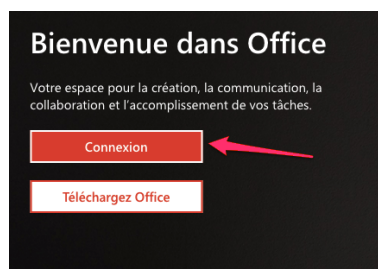 Bienvenue dans Office
Votre espace pour la création, la communication, la
collaboration et l'accomplissement de vos tâches.
Connexion
Téléchargez Office